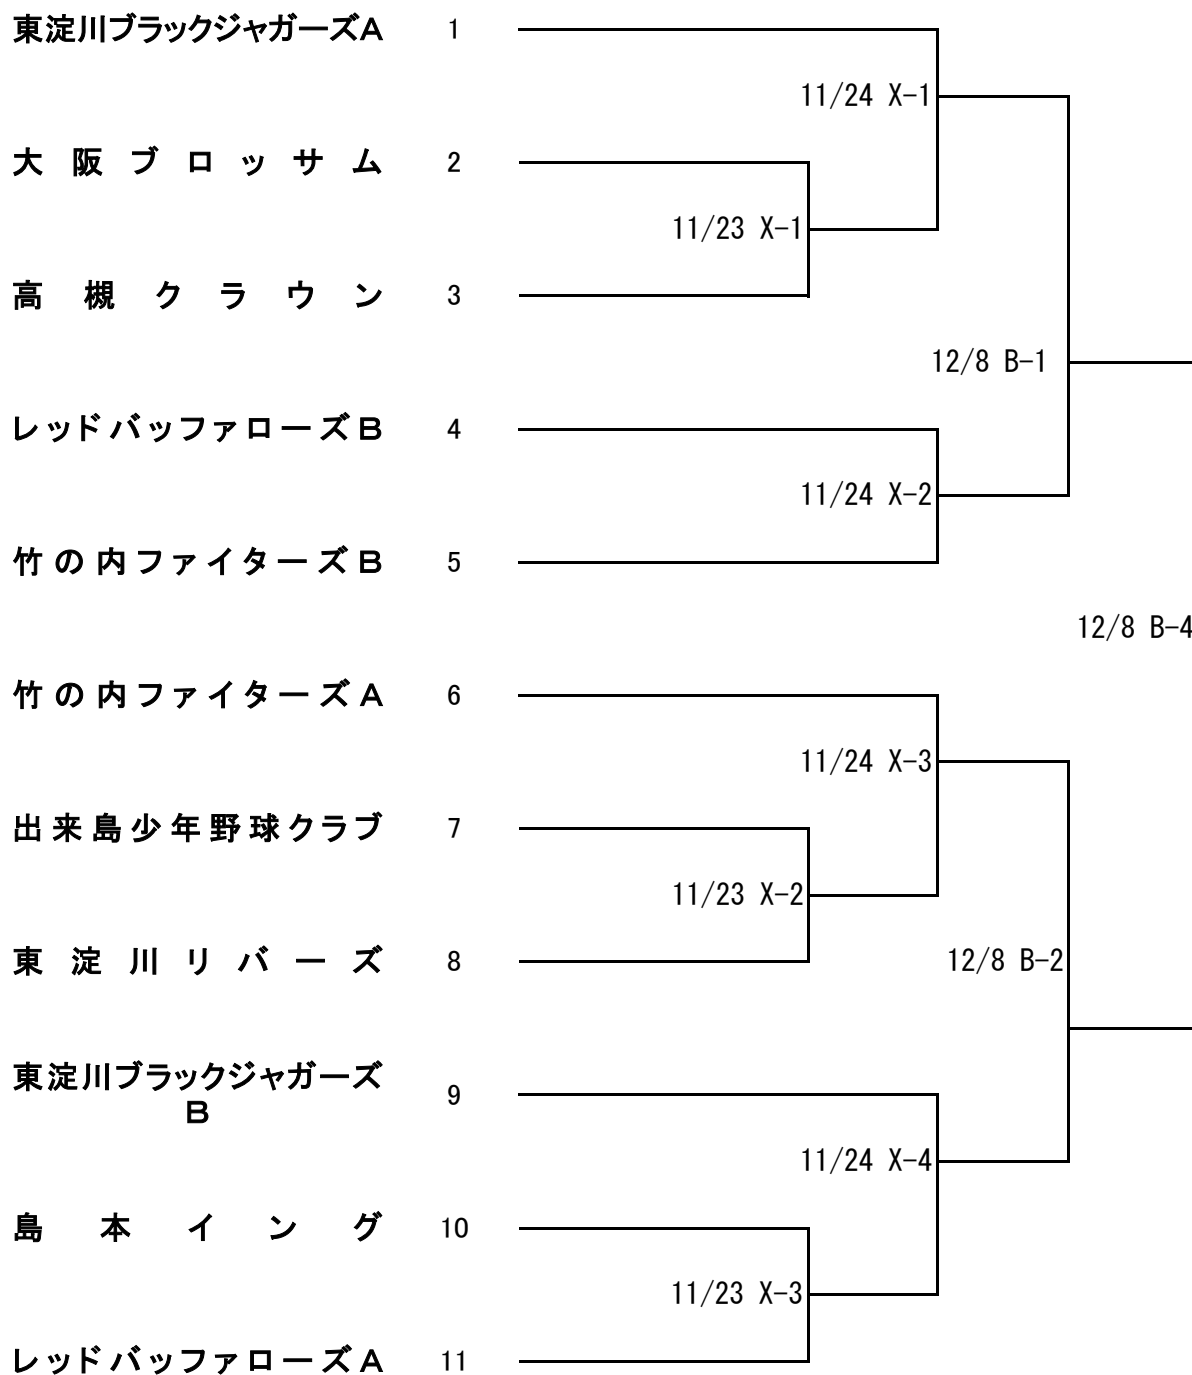 東淀川ブラックジャガーズA 1
11/24 X-1
大阪ブロッサム 2
11/23 X-1
高槻クラウン 3
12/8 B-1
レッドバッファローズB 4
11/24 X-2
竹の内ファイターズB 5
12/8 B-4
竹の内ファイターズA 6
11/24 X-3
出来島少年野球クラブ 7
11/23 X-2
東淀川リバーズ 8
12/8 B-2
東淀川ブラックジャガーズ
B
9
11/24 X-4
島本イング 10
11/23 X-3
レッドバッファローズA 11